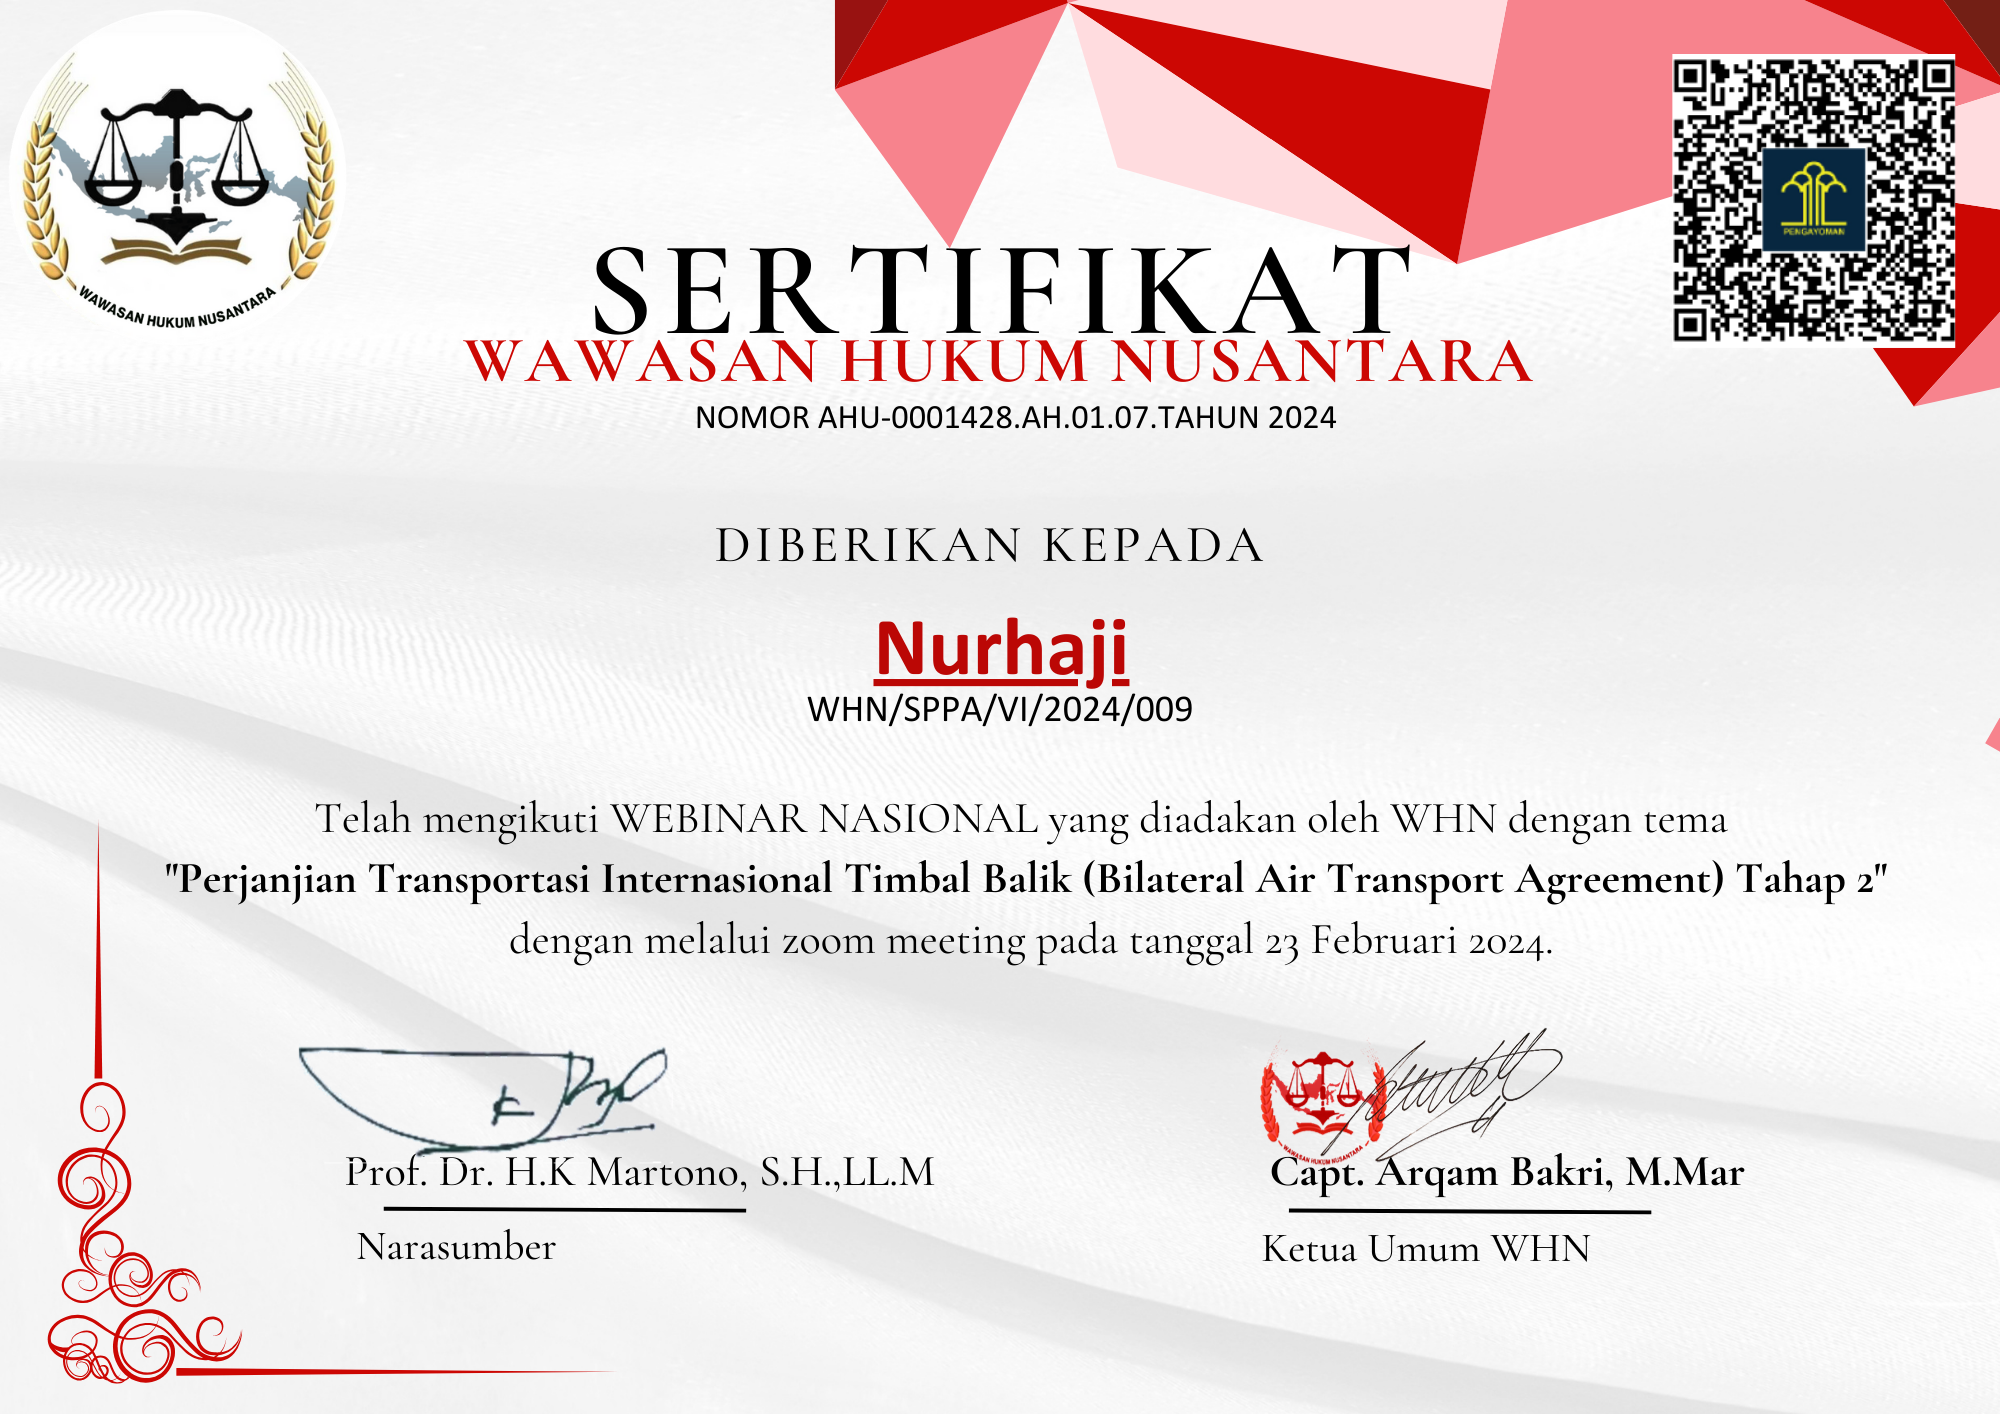 WAWASAN HUKUM NUSANTARA
PENGAYOMAN
SERTIFIKAT
WAWASAN HUKUM NUSANTARA
NOMOR AHU-0001428.AH.01.07.TAHUN 2024
DIBERIKAN KEPADA
Nurhaji
WHN/SPPA/VI/2024/009
Telah mengikuti WEBINAR NASIONAL yang diadakan oleh WHN dengan tema
"Perjanjian Transportasi Internasional Timbal Balik (Bilateral Air Transport Agreement) Tahap 2"
dengan melalui zoom meeting pada tanggal 23 Februari 2024.
WAWASAN HUKUM NUSANTARA
Prof. Dr. H.K Martono, S.H.,LL.M
Capt. Arqam Bakri, M.Mar
Narasumber
Ketua Umum WHN